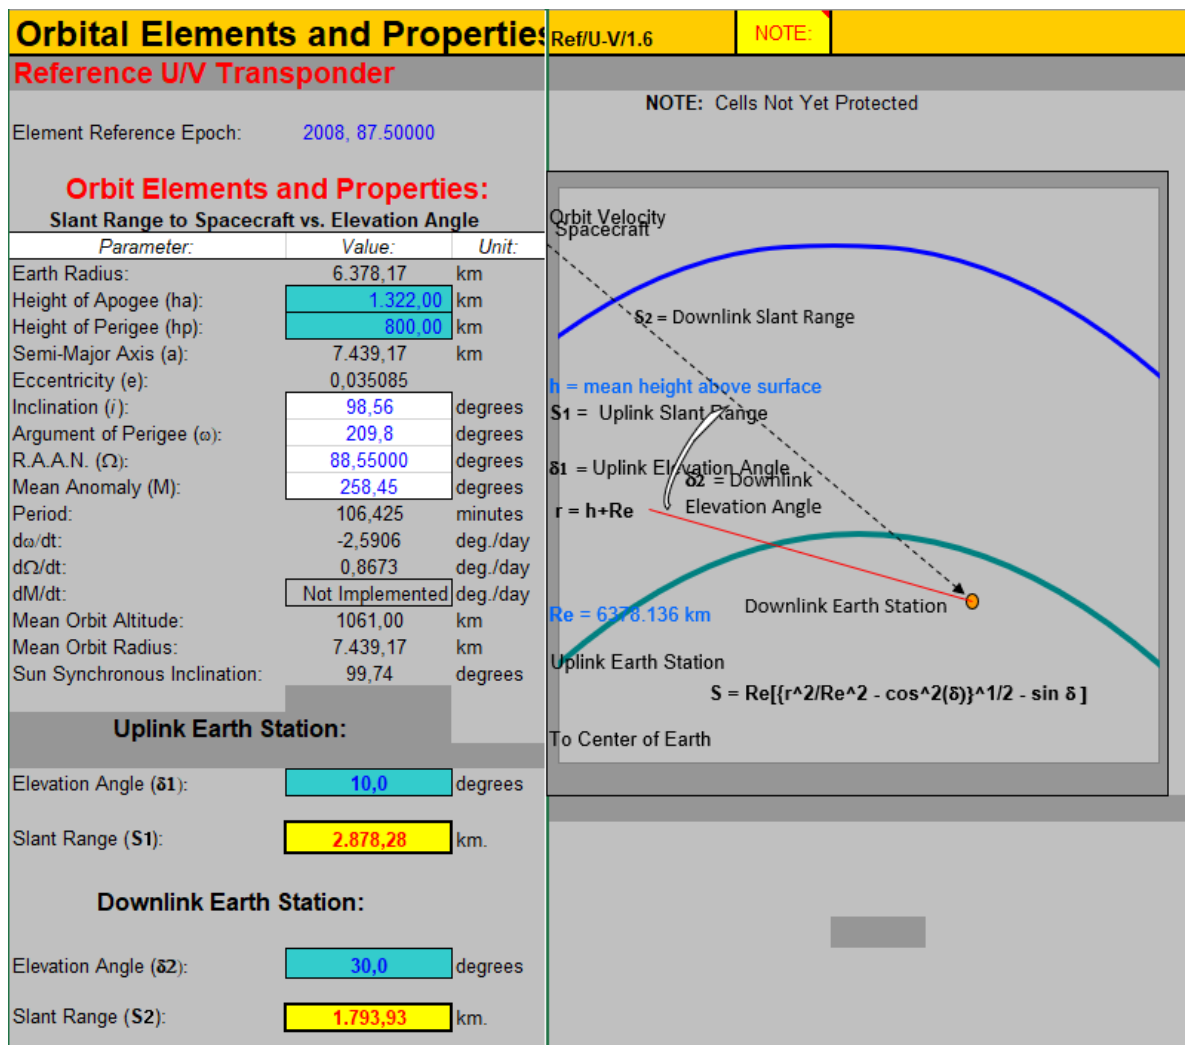 Orbital Elements and Properties Ref/U-V/1.6 NOTE:
Reference U/V Transponder
NOTE: Cells Not Yet Protected
Element Reference Epoch: 2008, 87.50000
Orbit Elements and Properties:
Slant Range to Spacecraft vs. Elevation Angle
Parameter: Value: Unit:
Earth Radius: 6.378,17 km
Height of Apogee (ha): 1.322,00 km
Height of Perigee (hp): 800,00 km
Semi-Major Axis (a): 7.439,17 km
Eccentricity (e): 0,035085
Inclination (i): 98,56 degrees
Argument of Perigee (ω): 209,8 degrees
R.A.A.N. (Ω): 88,55000 degrees
Mean Anomaly (M): 258,45 degrees
Period: 106,425 minutes
dω/dt: -2,5906 deg./day
dΩ/dt: 0,8673 deg./day
dM/dt: Not Implemented deg./day
Mean Orbit Altitude: 1061,00 km
Mean Orbit Radius: 7.439,17 km
Sun Synchronous Inclination: 99,74 degrees
Uplink Earth Station:
Elevation Angle (δ1): 10,0 degrees
Slant Range (S1): 2.878,28 km.
Downlink Earth Station:
Elevation Angle (δ2): 30,0 degrees
Slant Range (S2): 1.793,93 km.
Orbit Velocity
Spacecraft
δ2 = Downlink Slant Range
h = mean height above surface
S1 = Uplink Slant Range
δ1 = Uplink Elevation Angle
δ2 = Downlink
Elevation Angle
r = h+Re
Downlink Earth Station
Re = 6378.136 km
Uplink Earth Station
S = Re[{r^2/Re^2 - cos^2(δ)}^1/2 - sin δ ]
To Center of Earth